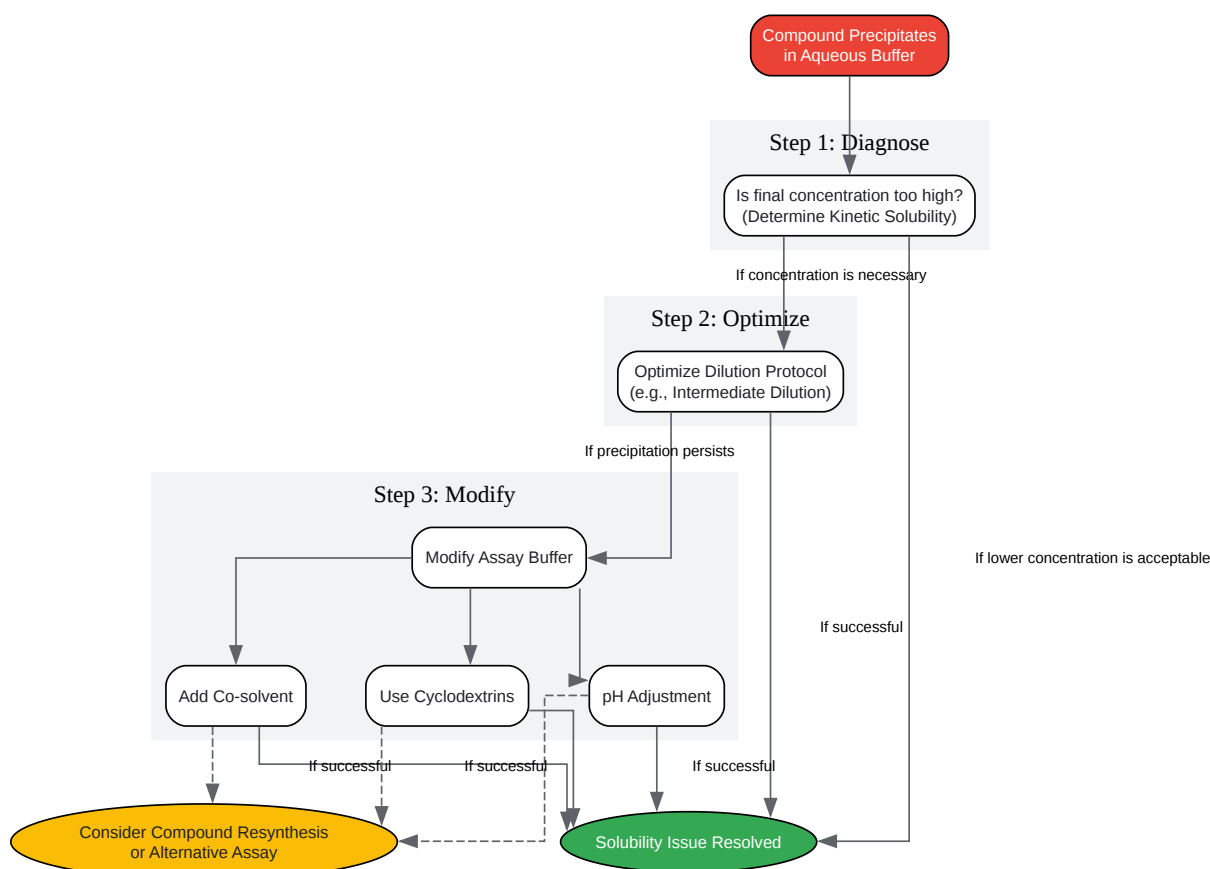 Compound Precipitates
in Aqueous Buffer
Step 1: Diagnose
Is final concentration too high?
(Determine Kinetic Solubility)
If concentration is necessary
Step 2: Optimize
Optimize Dilution Protocol
(e.g., Intermediate Dilution)
If precipitation persists
Step 3: Modify
Modify Assay Buffer
If lower concentration is acceptable
If successful
Add Co-solvent
Use Cyclodextrins
pH Adjustment
If successful
If successful
If successful
Consider Compound Resynthesis
or Alternative Assay
Solubility Issue Resolved